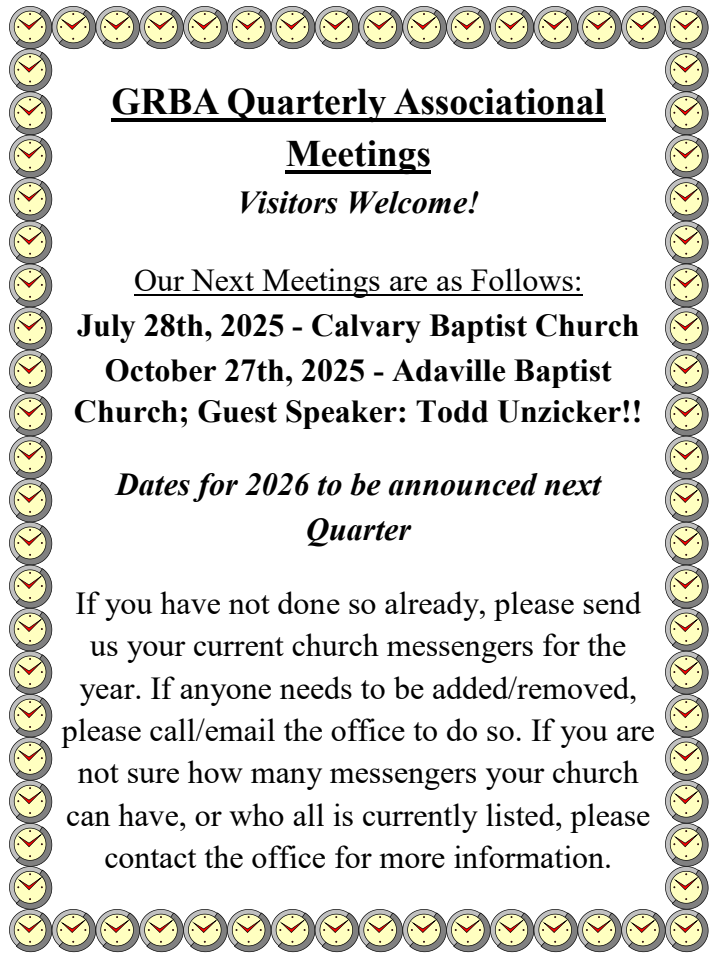 GRBA Quarterly Associational
Meetings
Visitors Welcome!
Our Next Meetings are as Follows:
July 28th, 2025 - Calvary Baptist Church
October 27th, 2025 - Adaville Baptist
Church; Guest Speaker: Todd Unzicker!!
Dates for 2026 to be announced next
Quarter
If you have not done so already, please send
us your current church messengers for the
year. If anyone needs to be added/removed,
please call/email the office to do so. If you are
not sure how many messengers your church
can have, or who all is currently listed, please
contact the office for more information.